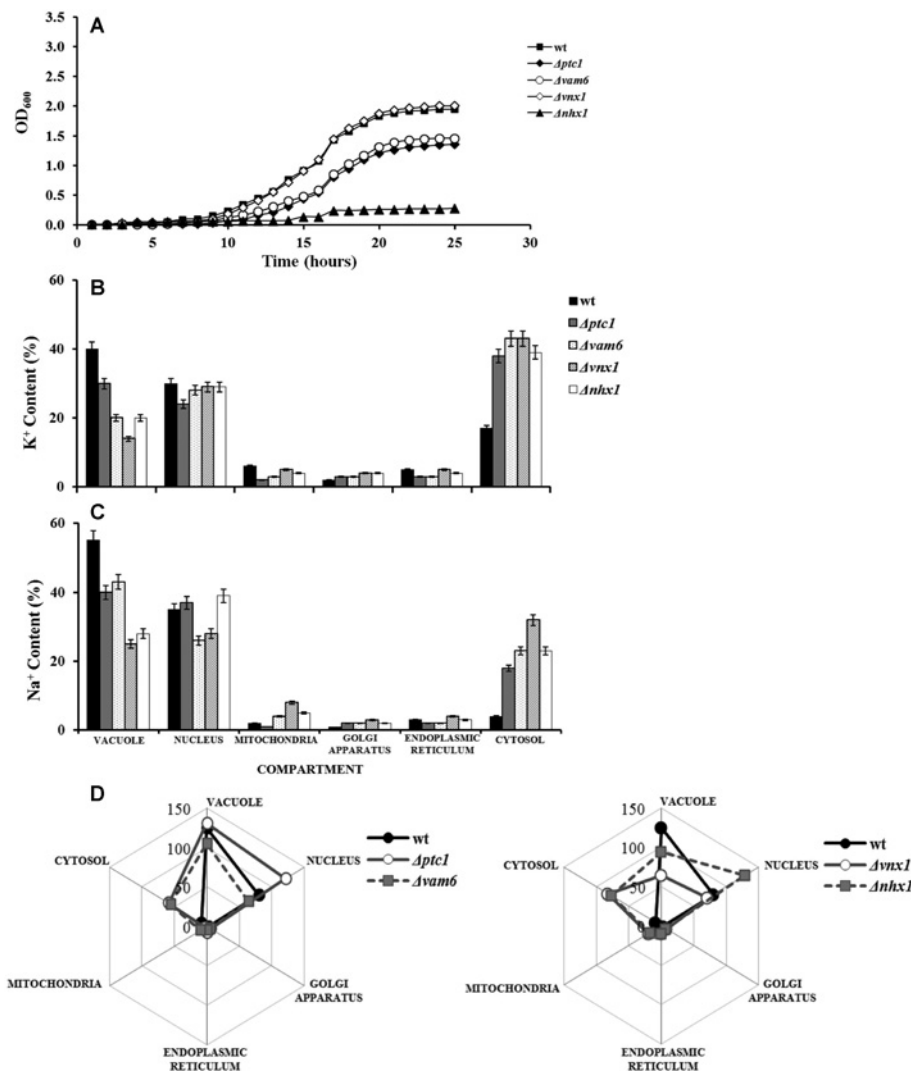 A
3.5
3.0
2.5
2.0
1.5
1.0
0.5
0.0
OD600
0 5 10 15 20 25 30
Time (hours)
wt
Δptc1
Δvam6
Δvnx1
Δnhx1
B
60
40
20
0
K+ Content (%)
wt
Δptc1
Δvam6
Δvnx1
Δnhx1
C
60
40
20
0
Na+ Content (%)
VACUOLE NUCLEUS MITOCHONDRIA GOLGI APPARATUS ENDOPLASMIC RETICULUM CYTOSOL
COMPARTMENT
D
VACUOLE
150
100
50
0
NUCLEUS
GOLGI
APPARATUS
ENDOPLASMIC
RETICULUM
MITOCHONDRIA
CYTOSOL
wt
Δptc1
Δvam6
VACUOLE
150
100
50
0
NUCLEUS
GOLGI
APPARATUS
ENDOPLASMIC
RETICULUM
MITOCHONDRIA
CYTOSOL
wt
Δvnx1
Δnhx1